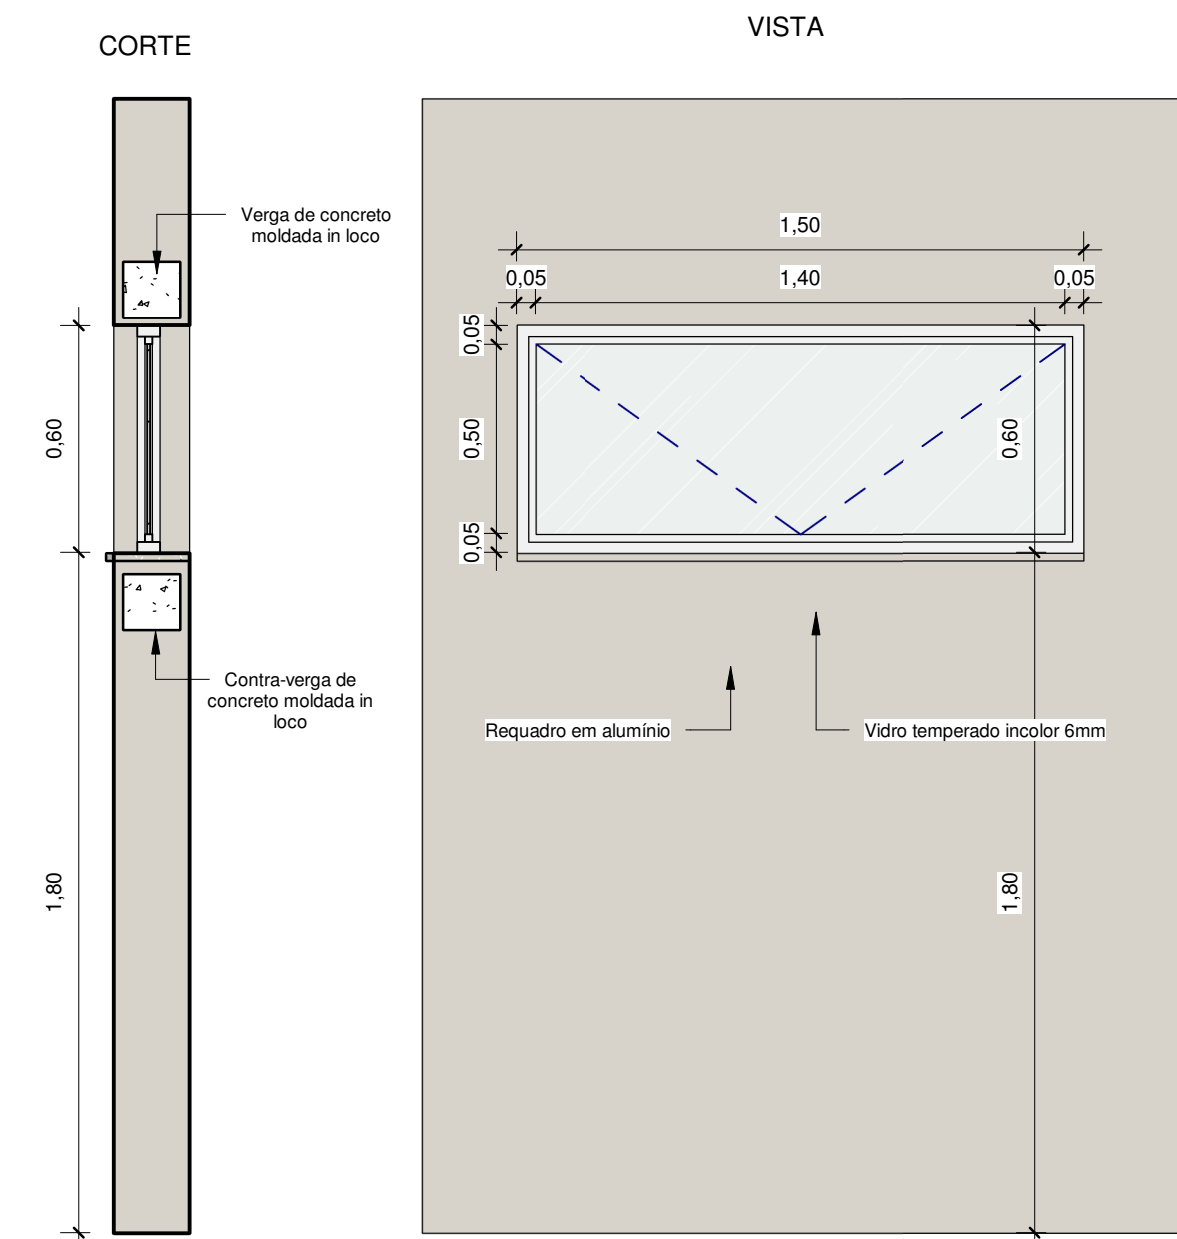 VISTA
CORTE
Verga de concreto
moldada in loco
1,50
0,05
1,40
0,05
0,05
0,60
0,50
0,60
0,05
Contra-verga de
concreto moldada in
loco
Requadro em alumínio
Vidro temperado incolor 6mm
1,80
1,80